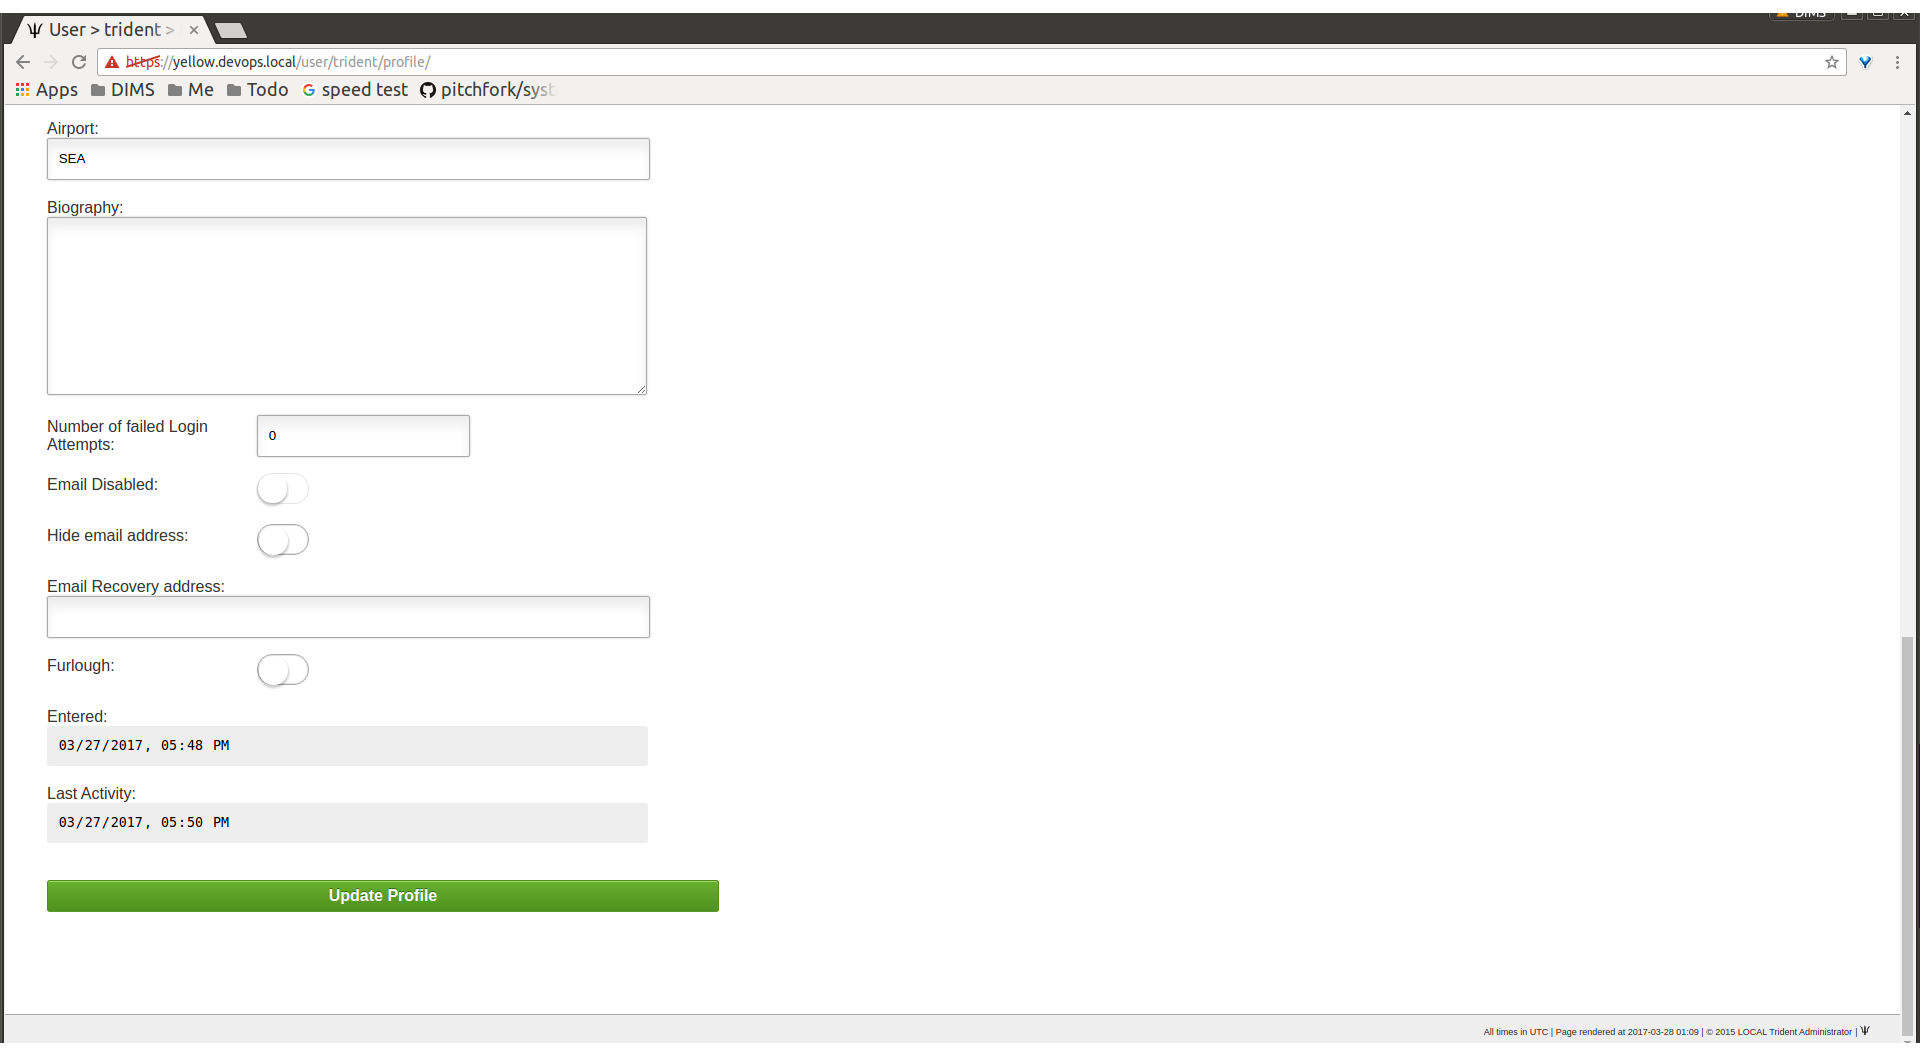 DIMS
User > trident >
https://yellow.devops.local/user/trident/profile/
Apps DIMS Me Todo speed test pitchfork/syst
Airport:
SEA
Biography:
Number of failed Login
Attempts:
0
Email Disabled:
Hide email address:
Email Recovery address:
Furlough:
Entered:
03/27/2017, 05:48 PM
Last Activity:
03/27/2017, 05:50 PM
Update Profile
All times in UTC | Page rendered at 2017-03-28 01:09 | © 2015 LOCAL Trident Administrator |